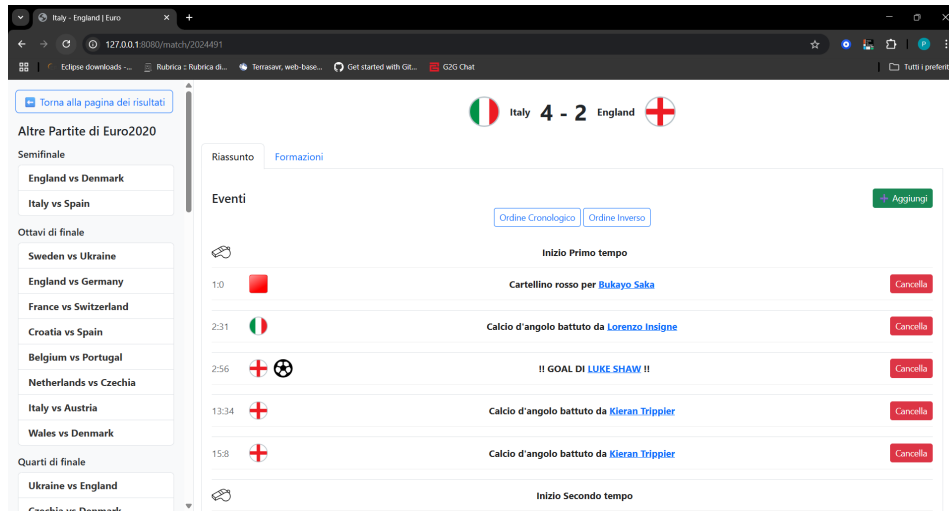 Italy - England | Euro
127.0.0.1:8080/match/2024491
Eclipse downloads -...
Rubrica :: Rubrica di...
Terrasavr, web-base...
Get started with Git...
G2G Chat
Tutti i preferit
Torna alla pagina dei risultati
Altre Partite di Euro2020
Semifinale
England vs Denmark
Italy vs Spain
Ottavi di finale
Sweden vs Ukraine
England vs Germany
France vs Switzerland
Croatia vs Spain
Belgium vs Portugal
Netherlands vs Czechia
Italy vs Austria
Wales vs Denmark
Quarti di finale
Ukraine vs England
Czechia vs Denmark
Italy 4 - 2 England
Riassunto Formazioni
Eventi
+ Aggiungi
Ordine Cronologico Ordine Inverso
Inizio Primo tempo
1:0 Cartellino rosso per Bukayo Saka Cancella
2:31 Calcio d'angolo battuto da Lorenzo Insigne Cancella
2:56 !! GOAL DI LUKE SHAW !! Cancella
13:34 Calcio d'angolo battuto da Kieran Trippier Cancella
15:8 Calcio d'angolo battuto da Kieran Trippier Cancella
Inizio Secondo tempo